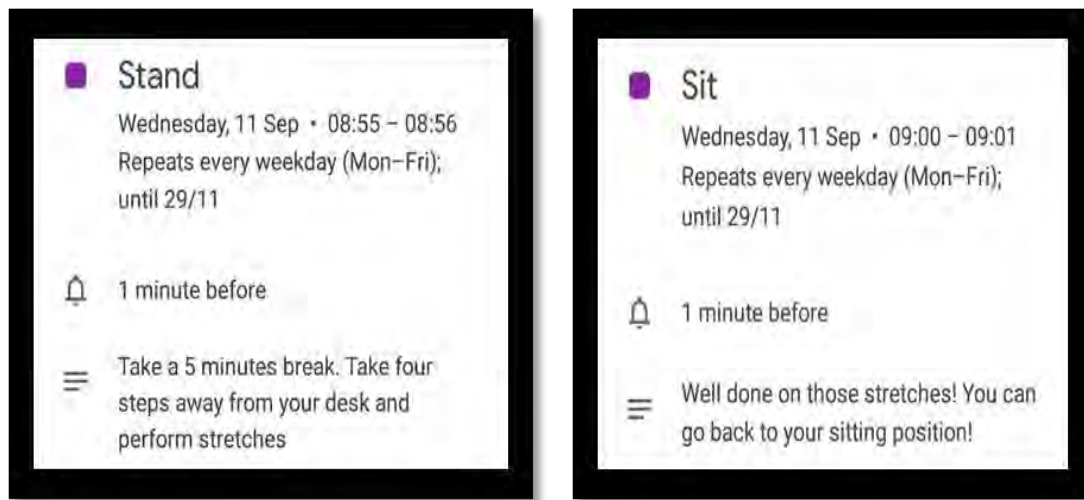 Stand
Wednesday, 11 Sep • 08:55 – 08:56
Repeats every weekday (Mon–Fri);
until 29/11
1 minute before
Take a 5 minutes break. Take four
steps away from your desk and
perform stretches
Sit
Wednesday, 11 Sep • 09:00 – 09:01
Repeats every weekday (Mon–Fri);
until 29/11
1 minute before
Well done on those stretches! You can
go back to your sitting position!